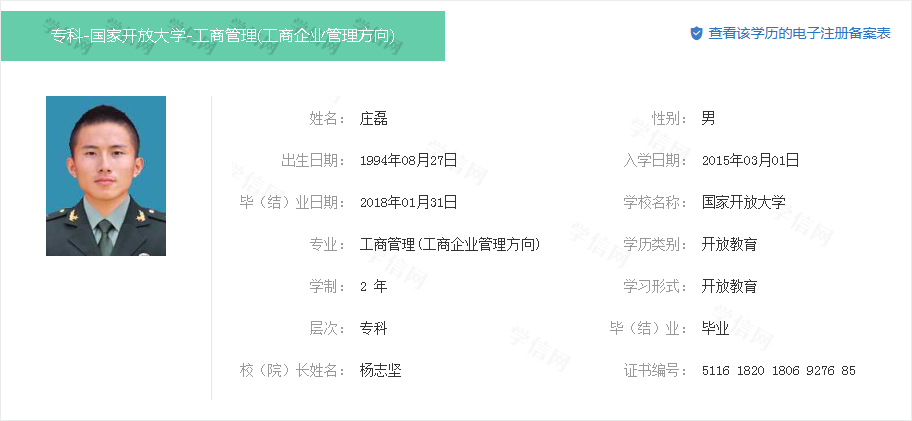 专科-国家开放大学-工商管理(工商企业管理方向)
查看该学历的电子注册备案表
姓名： 庄磊 性别： 男
出生日期： 1994年08月27日 入学日期： 2015年03月01日
毕（结）业日期： 2018年01月31日 学校名称： 国家开放大学
专业： 工商管理(工商企业管理方向) 学历类别： 开放教育
学制： 2 年 学习形式： 开放教育
层次： 专科 毕（结）业： 毕业
校（院）长姓名： 杨志坚 证书编号： 5116 1820 1806 9276 85
学信网
学信网
学信网
学信网
学信网
学信网
学信网
学信网
学信网